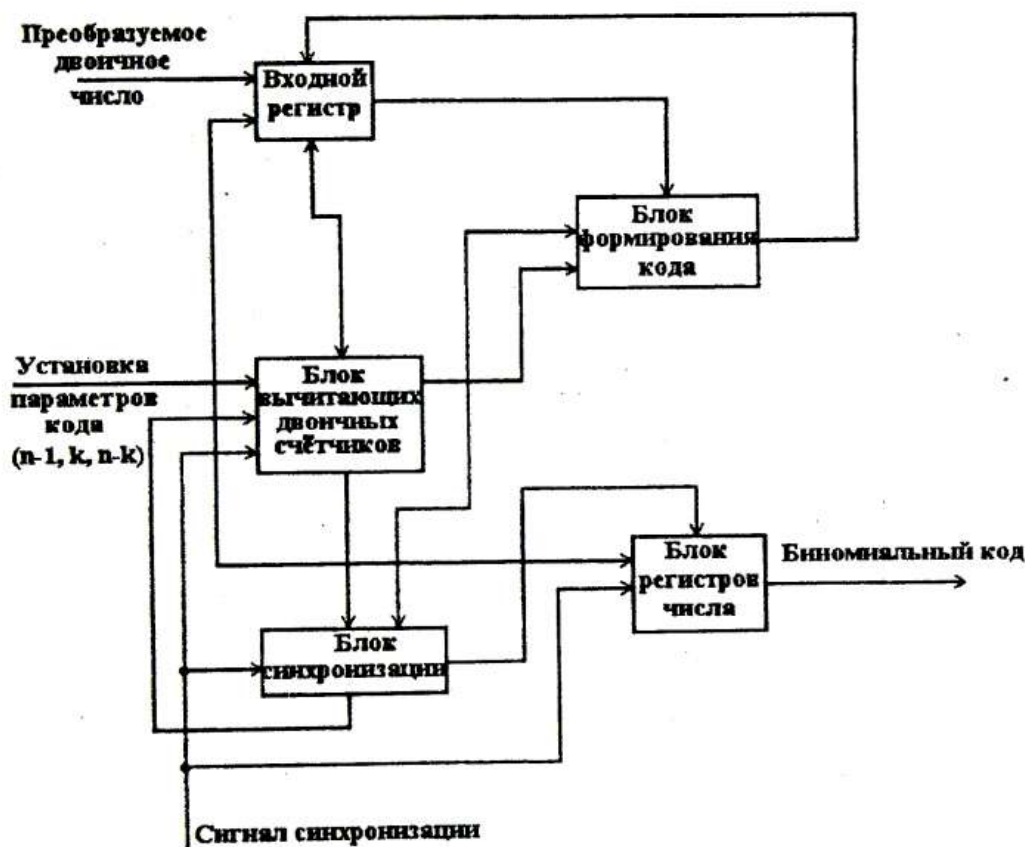 Преобразуемое
двоичное
число
Входной
регистр
Блок
формирования
кода
Установка
параметров
кода
(n-1, k, n-k)
Блок
вычитающих
двоичных
счётчиков
Блок
регистров
числа
Биномиальный код
Блок
синхронизации
Сигнал синхронизации